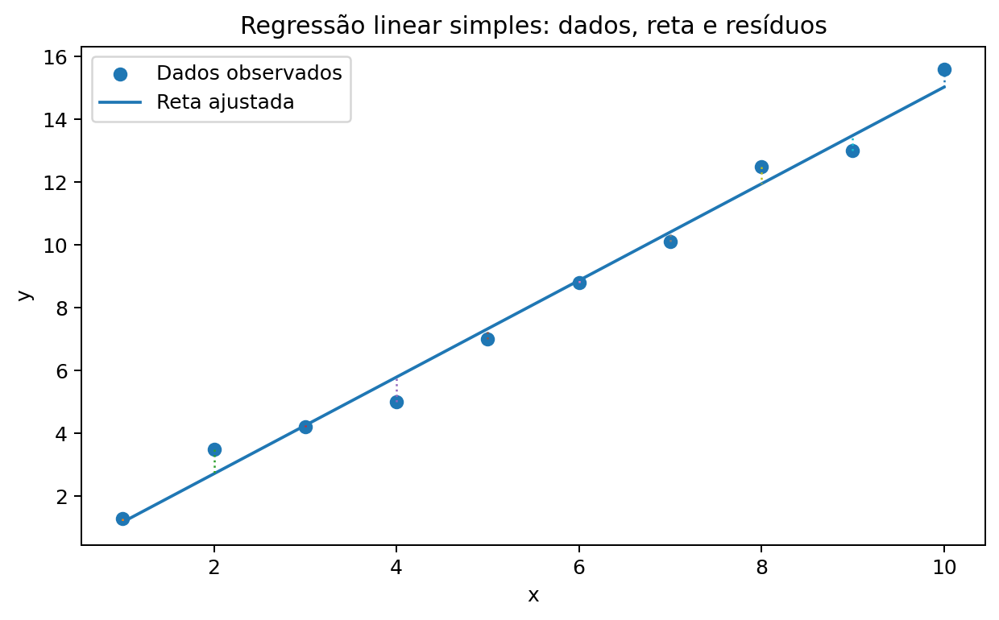 Regressão linear simples: dados, reta e resíduos
Dados observados
Reta ajustada
16
14
12
10
8
6
4
2
y
2 4 6 8 10
x